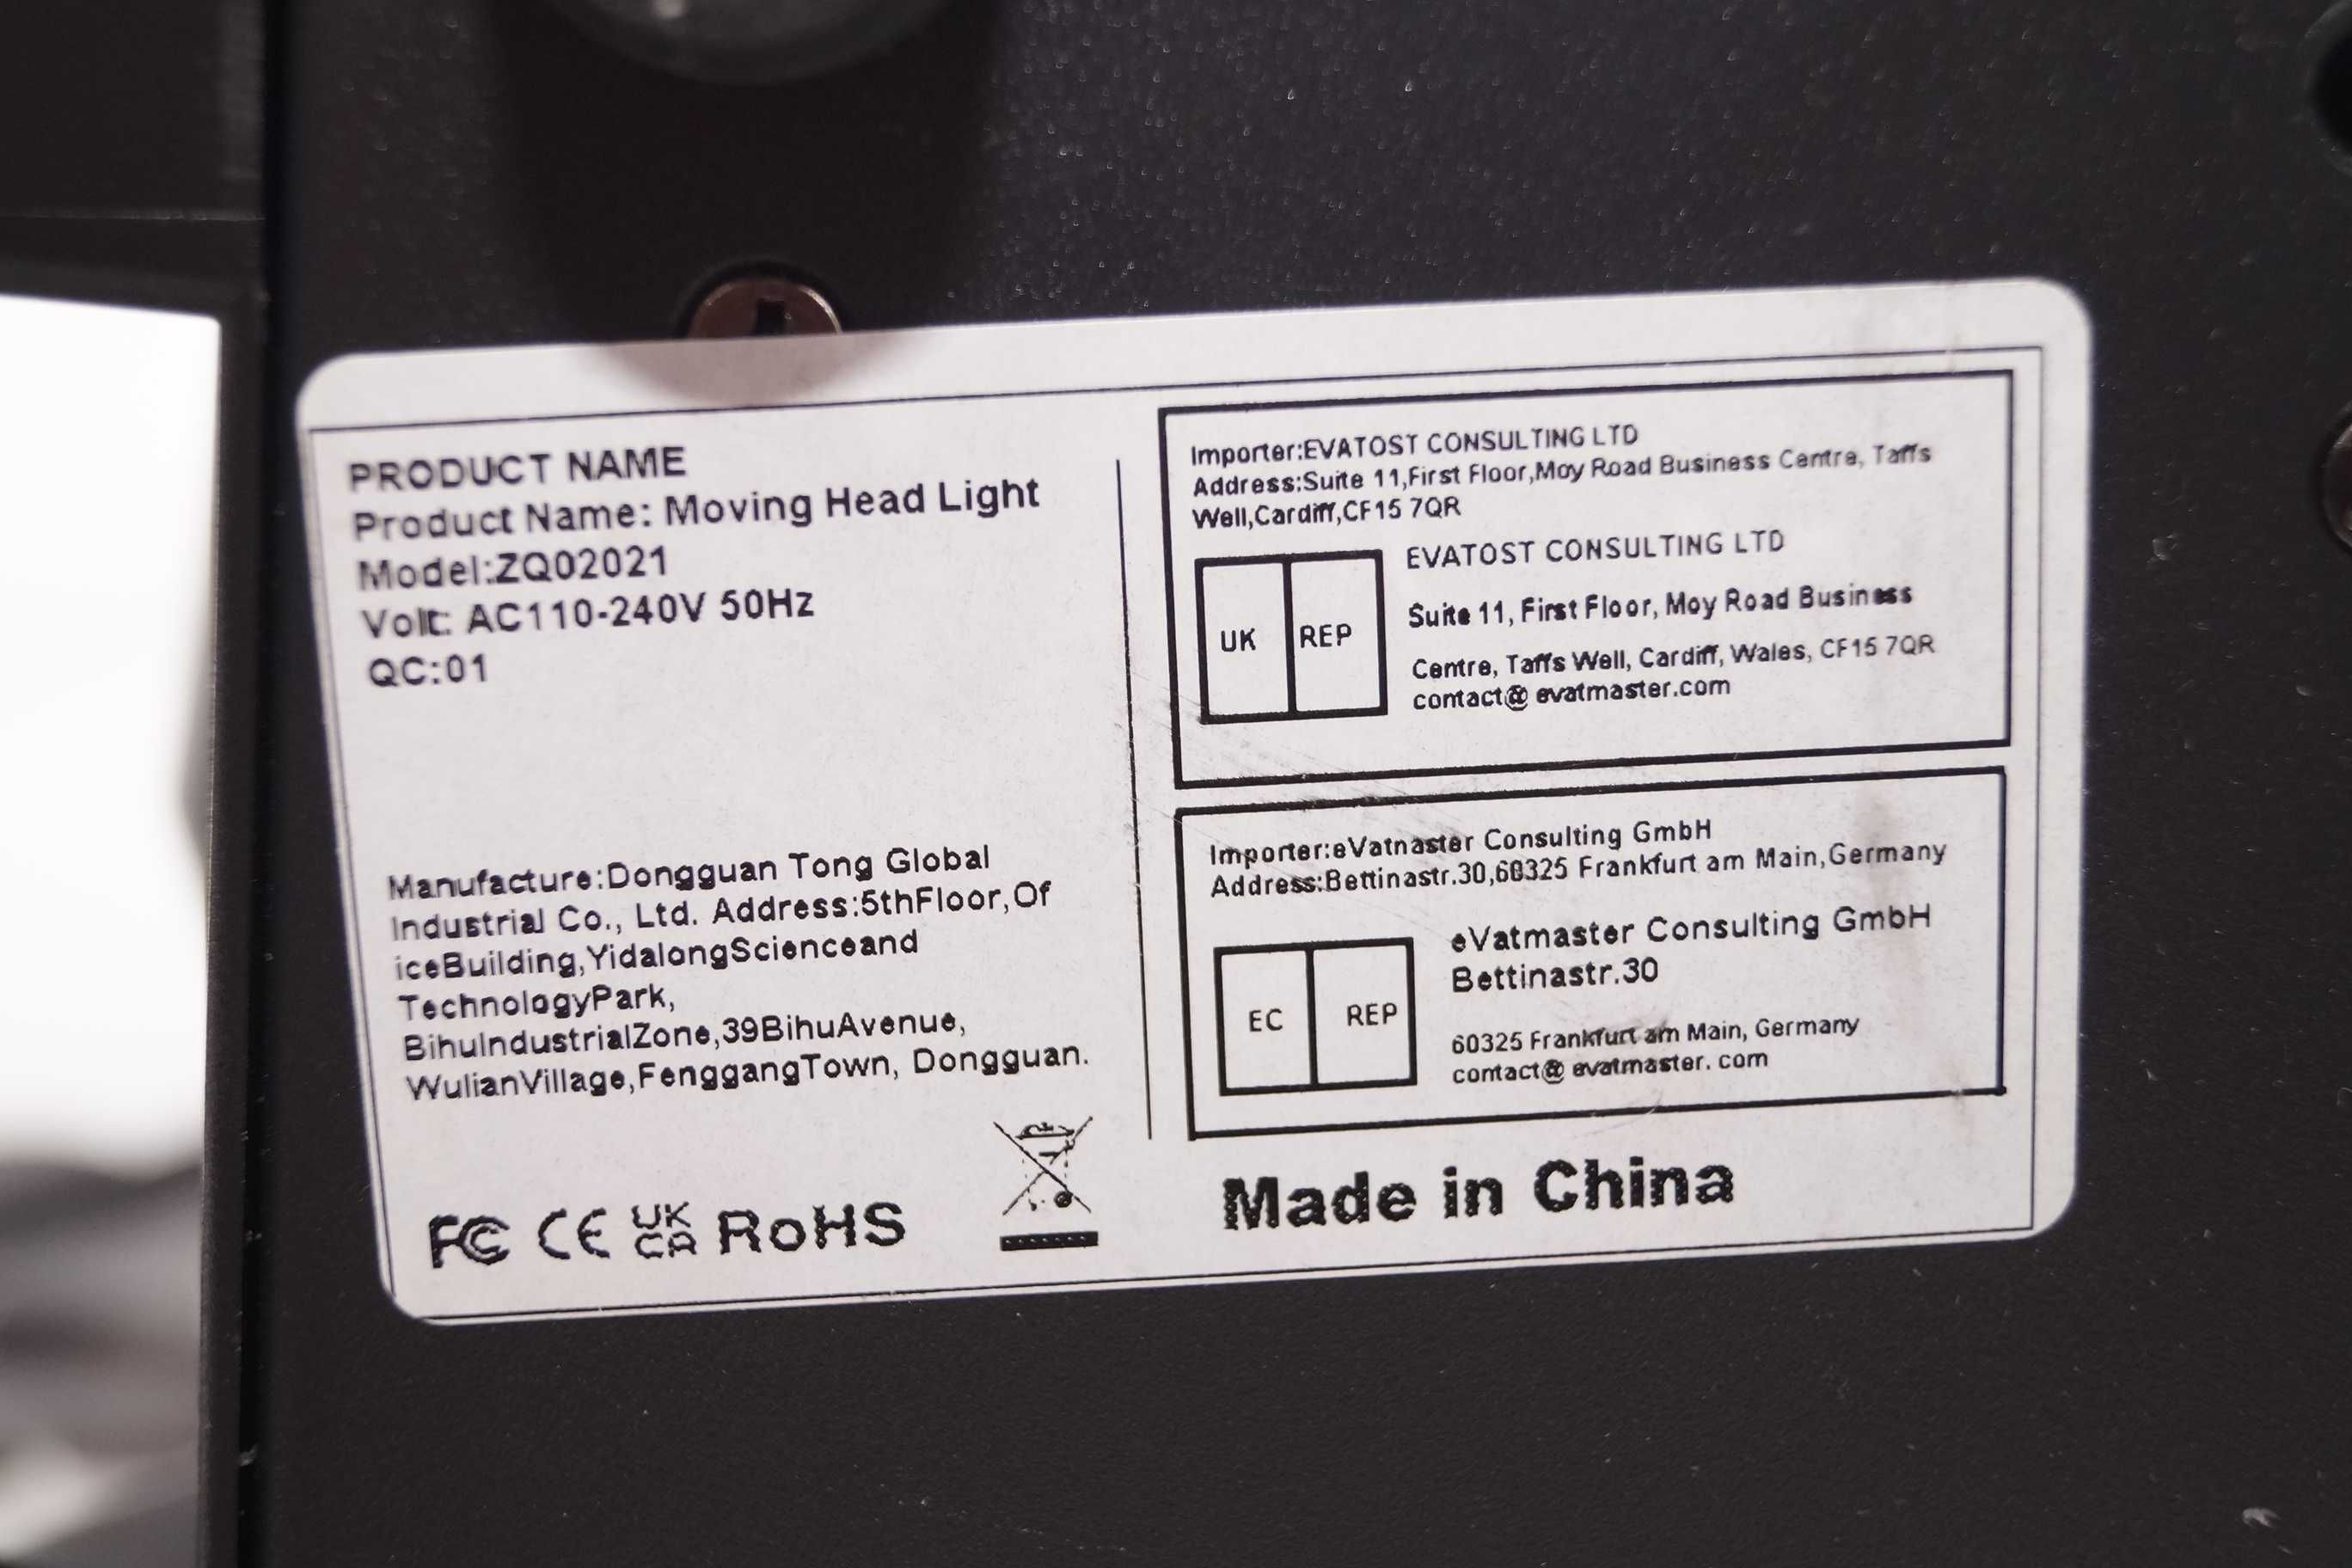 PRODUCT NAME
Product Name: Moving Head Light
Model:ZQ02021
Volt: AC110-240V 50Hz
QC:01
Manufacture:Dongguan Tong Global
Industrial Co., Ltd. Address:5thFloor,Of
iceBuilding,YidalongScienceand
TechnologyPark,
BihuIndustrialZone,39BihuAvenue,
WulianVillage,FenggangTown, Dongguan.
FC CE UK
CA RoHS
Importer:EVATOST CONSULTING LTD
Address:Suite 11,First Floor,Moy Road Business Centre, Taffs
Well,Cardiff,CF15 7QR
UK REP
EVATOST CONSULTING LTD
Suite 11, First Floor, Moy Road Business
Centre, Taffs Well, Cardiff, Wales, CF15 7QR
contact@ evatmaster.com
Importer:eVatnaster Consulting GmbH
Address:Bettinastr.30,60325 Frankfurt am Main,Germany
EC REP
eVatmaster Consulting GmbH
Bettinastr.30
60325 Frankfurt am Main, Germany
contact@ evatmaster. com
Made in China